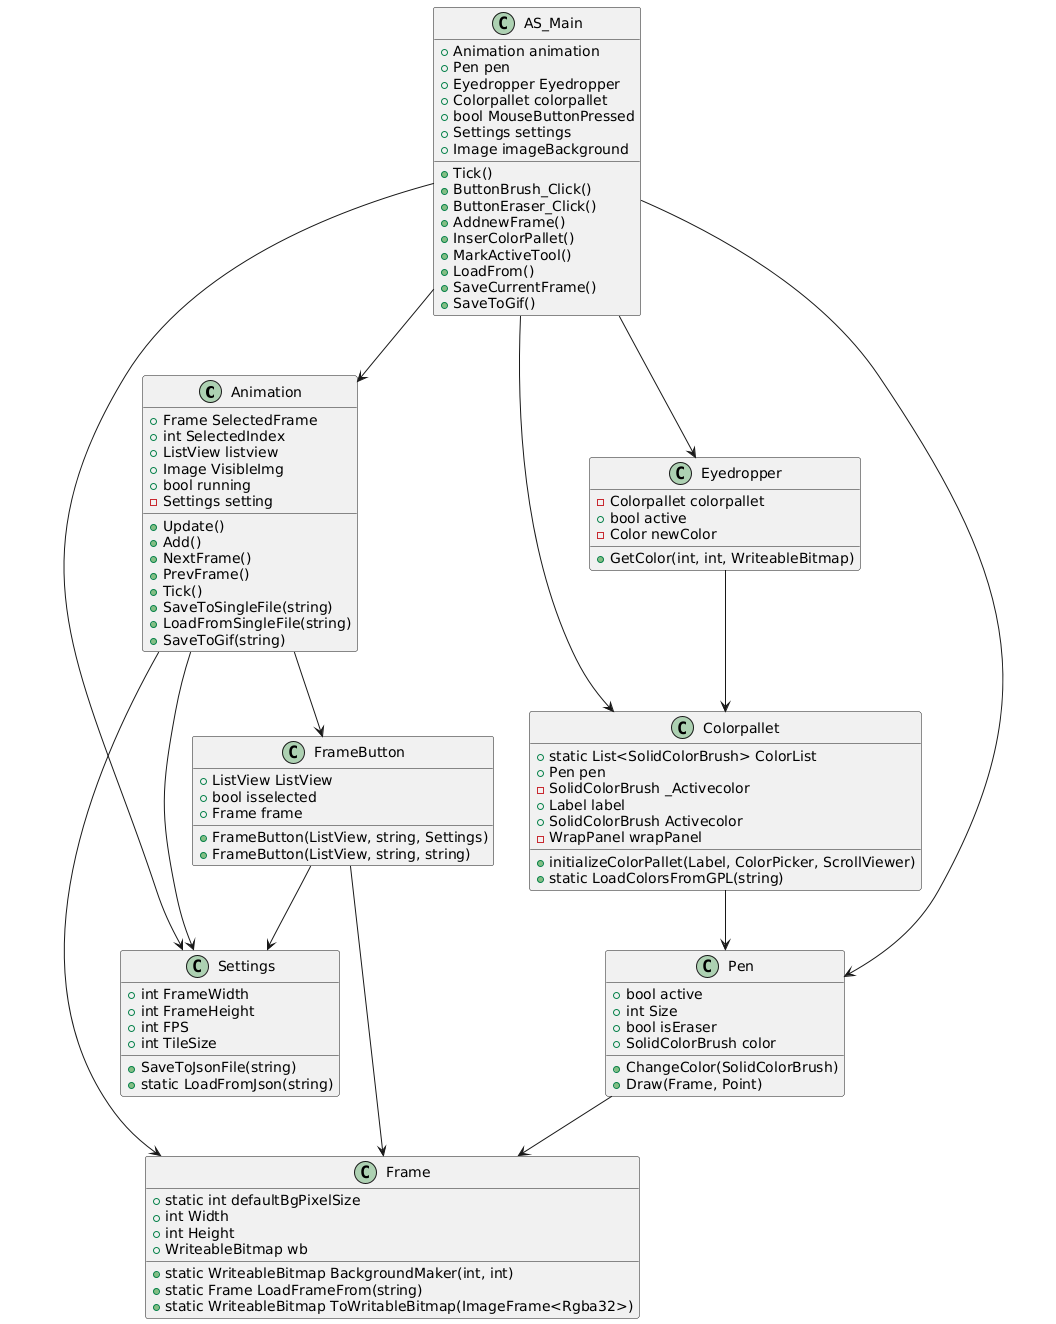 C AS_Main
Animation animation
Pen pen
Eyedropper Eyedropper
Colorpallet colorpallet
bool MouseButtonPressed
Settings settings
Image imageBackground
Tick()
ButtonBrush_Click()
ButtonEraser_Click()
AddnewFrame()
InserColorPallet()
MarkActiveTool()
LoadFrom()
SaveCurrentFrame()
SaveToGif()
C Animation
Frame SelectedFrame
int SelectedIndex
ListView listview
Image VisibleImg
bool running
Settings setting
Update()
Add()
NextFrame()
PrevFrame()
Tick()
SaveToSingleFile(string)
LoadFromSingleFile(string)
SaveToGif(string)
C Eyedropper
Colorpallet colorpallet
bool active
Color newColor
GetColor(int, int, WriteableBitmap)
C FrameButton
ListView ListView
bool isselected
Frame frame
FrameButton(ListView, string, Settings)
FrameButton(ListView, string, string)
C Colorpallet
static List<SolidColorBrush> ColorList
Pen pen
SolidColorBrush _Activecolor
Label label
SolidColorBrush Activecolor
WrapPanel wrapPanel
initializeColorPallet(Label, ColorPicker, ScrollViewer)
static LoadColorsFromGPL(string)
C Settings
int FrameWidth
int FrameHeight
int FPS
int TileSize
SaveToJsonFile(string)
static LoadFromJson(string)
C Pen
bool active
int Size
bool isEraser
SolidColorBrush color
ChangeColor(SolidColorBrush)
Draw(Frame, Point)
C Frame
static int defaultBgPixelSize
int Width
int Height
WriteableBitmap wb
static WriteableBitmap BackgroundMaker(int, int)
static Frame LoadFrameFrom(string)
static WriteableBitmap ToWritableBitmap(ImageFrame<Rgba32>)